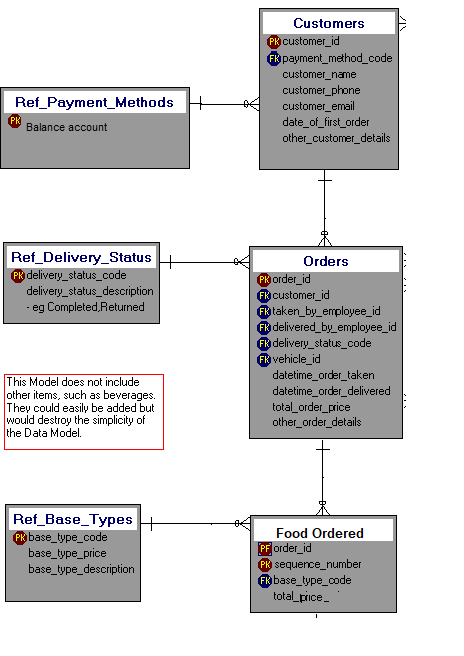 Customers
PK customer_id
FK payment_method_code
customer_name
customer_phone
customer_email
date_of_first_order
other_customer_details
Ref_Payment_Methods
PK Balance account
Ref_Delivery_Status
PK delivery_status_code
delivery_status_description
- eg Completed,Returned
Orders
PK order_id
FK customer_id
FK taken_by_employee_id
FK delivered_by_employee_id
FK delivery_status_code
FK vehicle_id
datetime_order_taken
datetime_order_delivered
total_order_price
other_order_details
This Model does not include
other items, such as beverages.
They could easily be added but
would destroy the simplicity of
the Data Model.
Ref_Base_Types
PK base_type_code
base_type_price
base_type_description
Food Ordered
PF order_id
PK sequence_number
FK base_type_code
total_price_